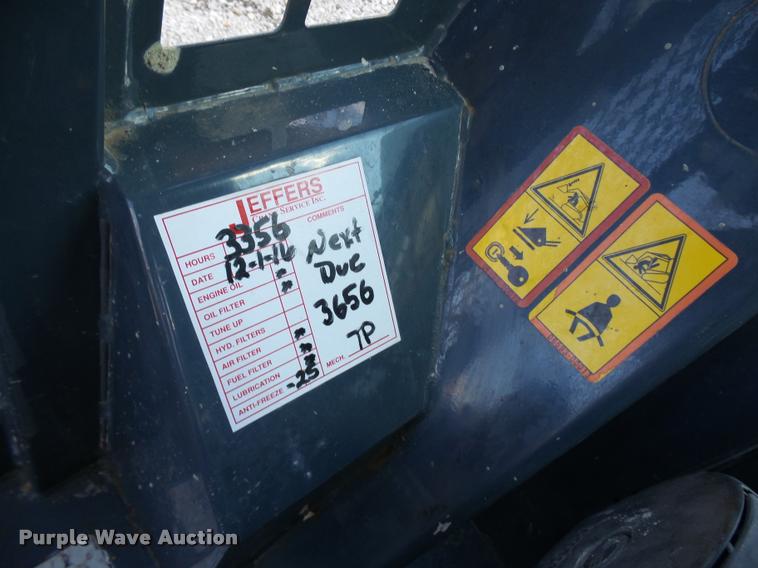 JEFFERS
CRANE SERVICE INC.
COMMENTS
HOURS 3356
DATE 12-1-16
ENGINE OIL
OIL FILTER
TUNE UP
HYD. FILTERS
AIR FILTER
FUEL FILTER
LUBRICATION
ANTI-FREEZE -25
Next
Due
3656
MECH. TP
Purple Wave Auction